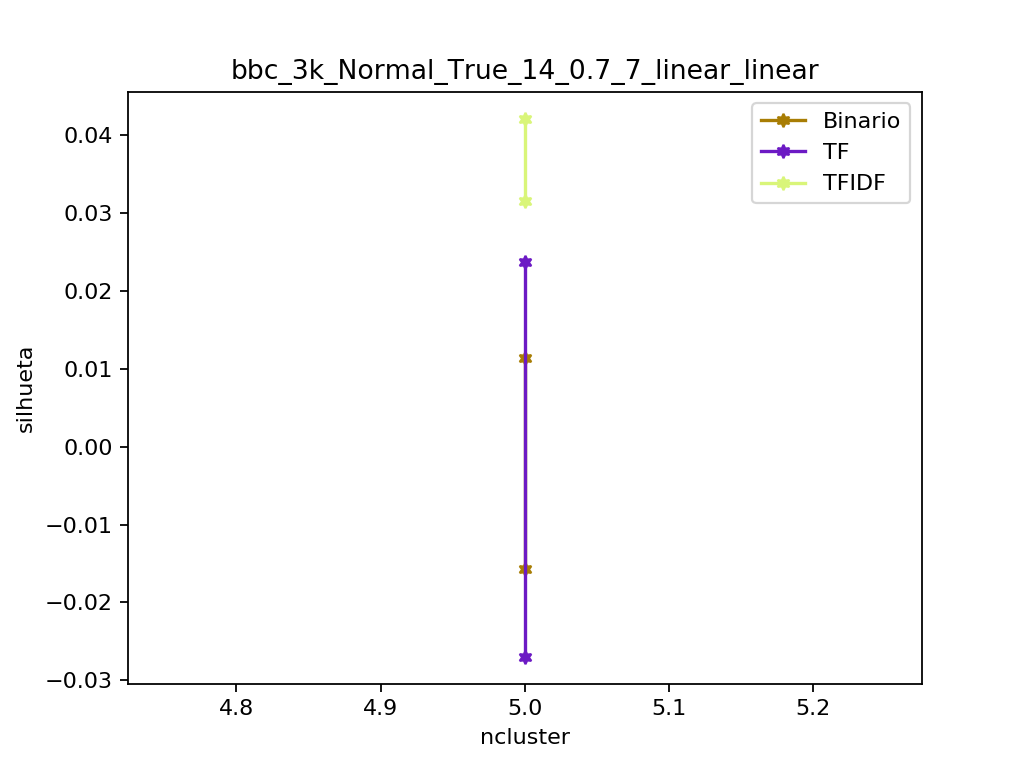 bbc_3k_Normal_True_14_0.7_7_linear_linear
Binario
TF
TFIDF
0.04
0.03
0.02
0.01
0.00
−0.01
−0.02
−0.03
silhueta
4.8 4.9 5.0 5.1 5.2
ncluster